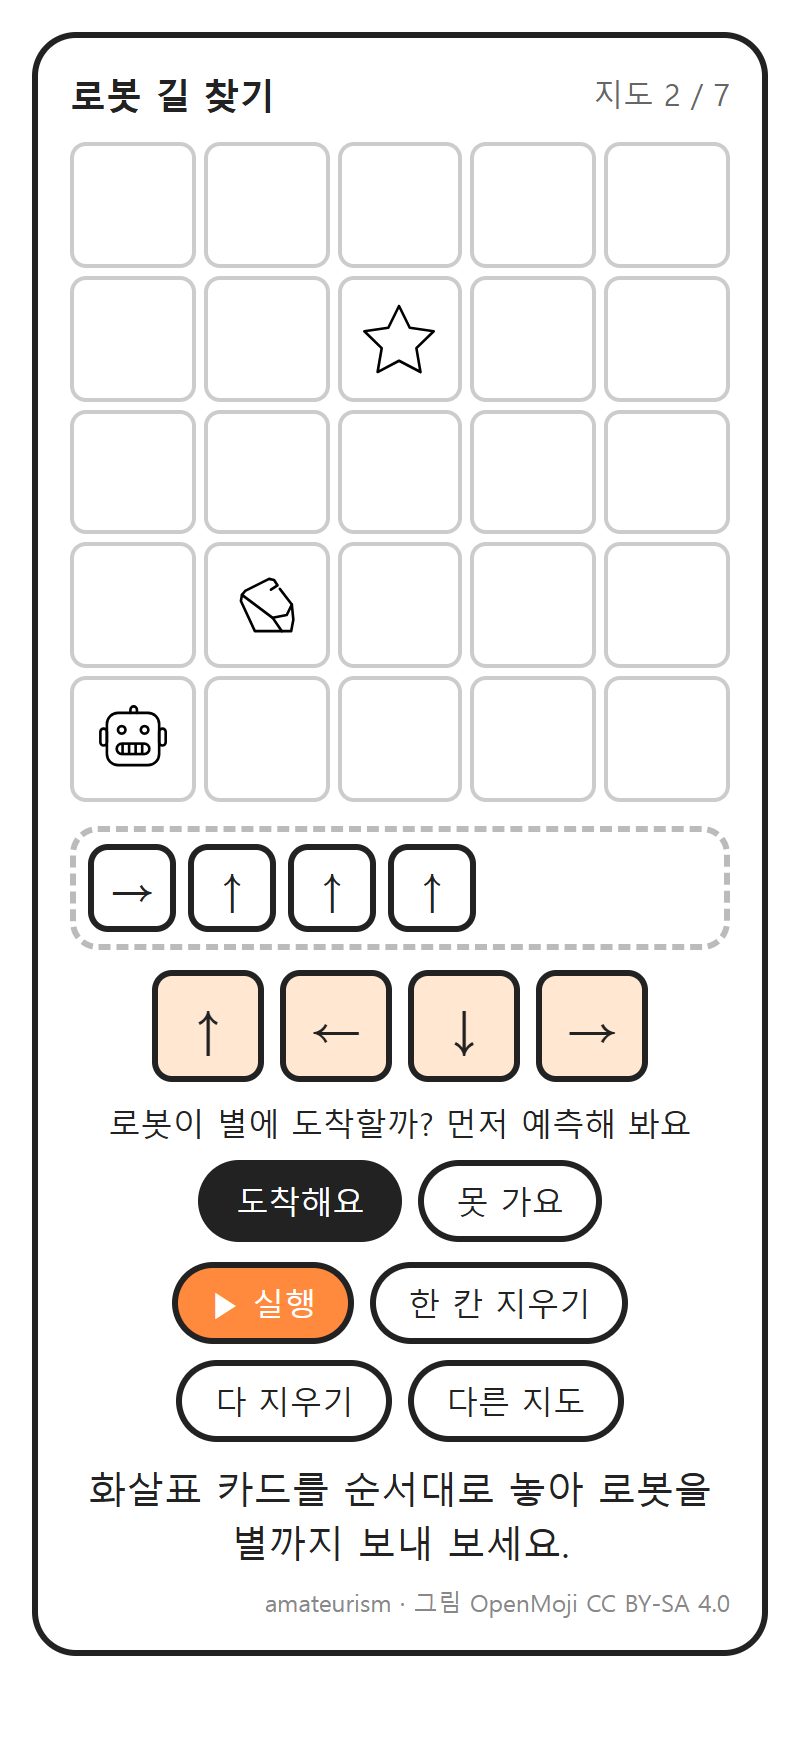 로봇 길 찾기
지도 2 / 7
→ ↑ ↑ ↑
↑ ← ↓ →
로봇이 별에 도착할까? 먼저 예측해 봐요
도착해요 못 가요
▶ 실행 한 칸 지우기
다 지우기 다른 지도
화살표 카드를 순서대로 놓아 로봇을
별까지 보내 보세요.
amateurism · 그림 OpenMoji CC BY-SA 4.0